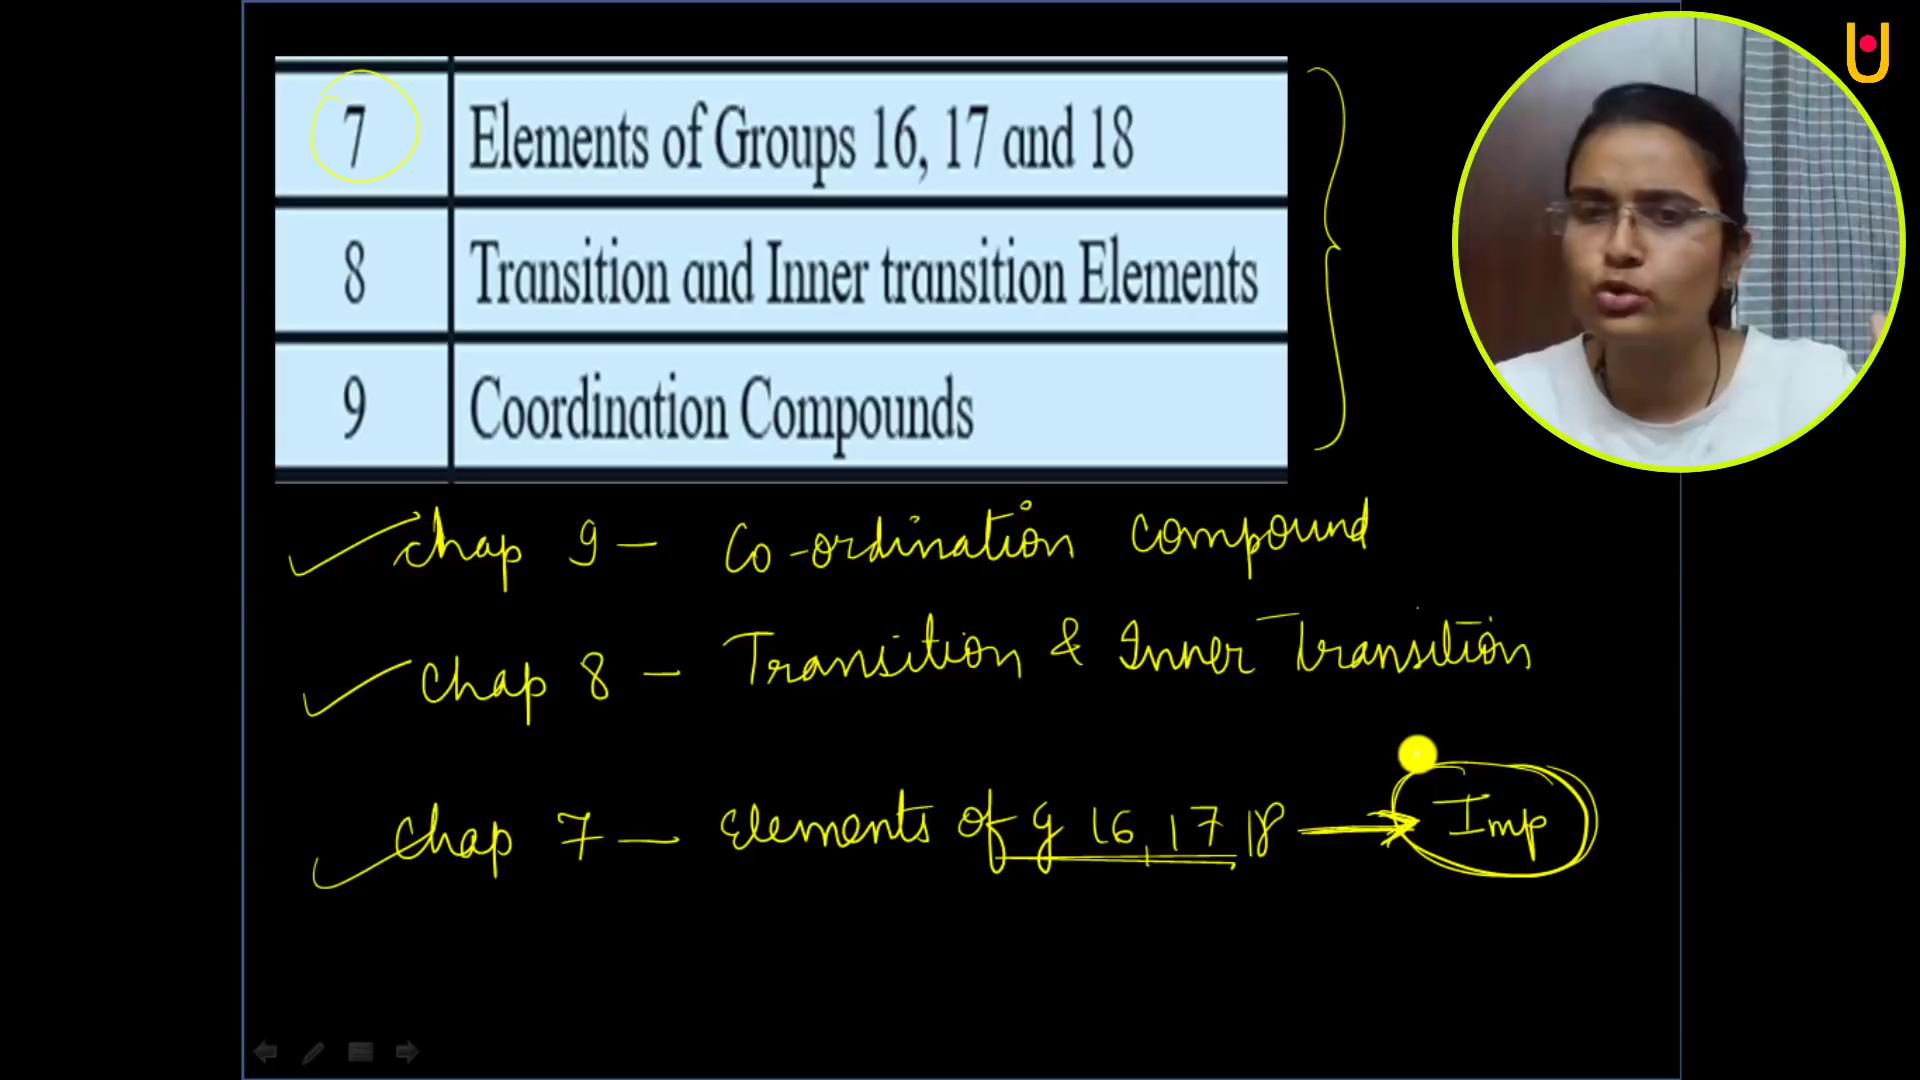 7 Elements of Groups 16, 17 and 18
8 Transition and Inner transition Elements
9 Coordination Compounds
Chap 9 - Co-ordination compound
Chap 8 - Transition & Inner Transition
Chap 7 - Elements of g 16, 17, 18 → Imp